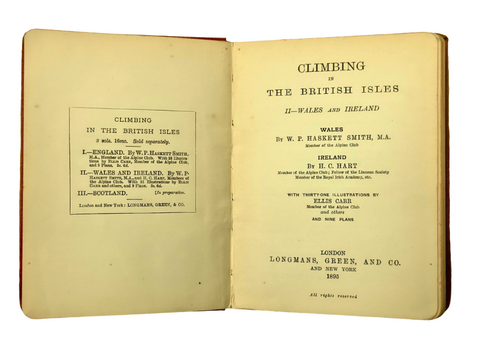 CLIMBING
IN THE BRITISH ISLES
3 vols. 16mo. Sold separately.
I.—ENGLAND. By W. P. HASKETT SMITH,
M.A., Member of the Alpine Club. With 23 Illustra-
tions by ELLIS CARR, Member of the Alpine Club,
and 5 Plans. 3s. 6d.
II.—WALES AND IRELAND. By W. P.
HASKETT SMITH, M.A., and H. C. HART, Members of
the Alpine Club. With 31 Illustrations by ELLIS
CARR and others, and 9 Plans. 3s. 6d.
III.—SCOTLAND. [In preparation.
London and New York: LONGMANS, GREEN, & CO.
CLIMBING
IN
THE BRITISH ISLES
II—WALES AND IRELAND
WALES
By W. P. HASKETT SMITH, M.A.
Member of the Alpine Club
IRELAND
By H. C. HART
Member of the Alpine Club; Fellow of the Linnean Society
Member of the Royal Irish Academy, etc.
WITH THIRTY-ONE ILLUSTRATIONS BY
ELLIS CARR
Member of the Alpine Club
and others
AND NINE PLANS
LONDON
LONGMANS, GREEN, AND CO.
AND NEW YORK
1895
All rights reserved